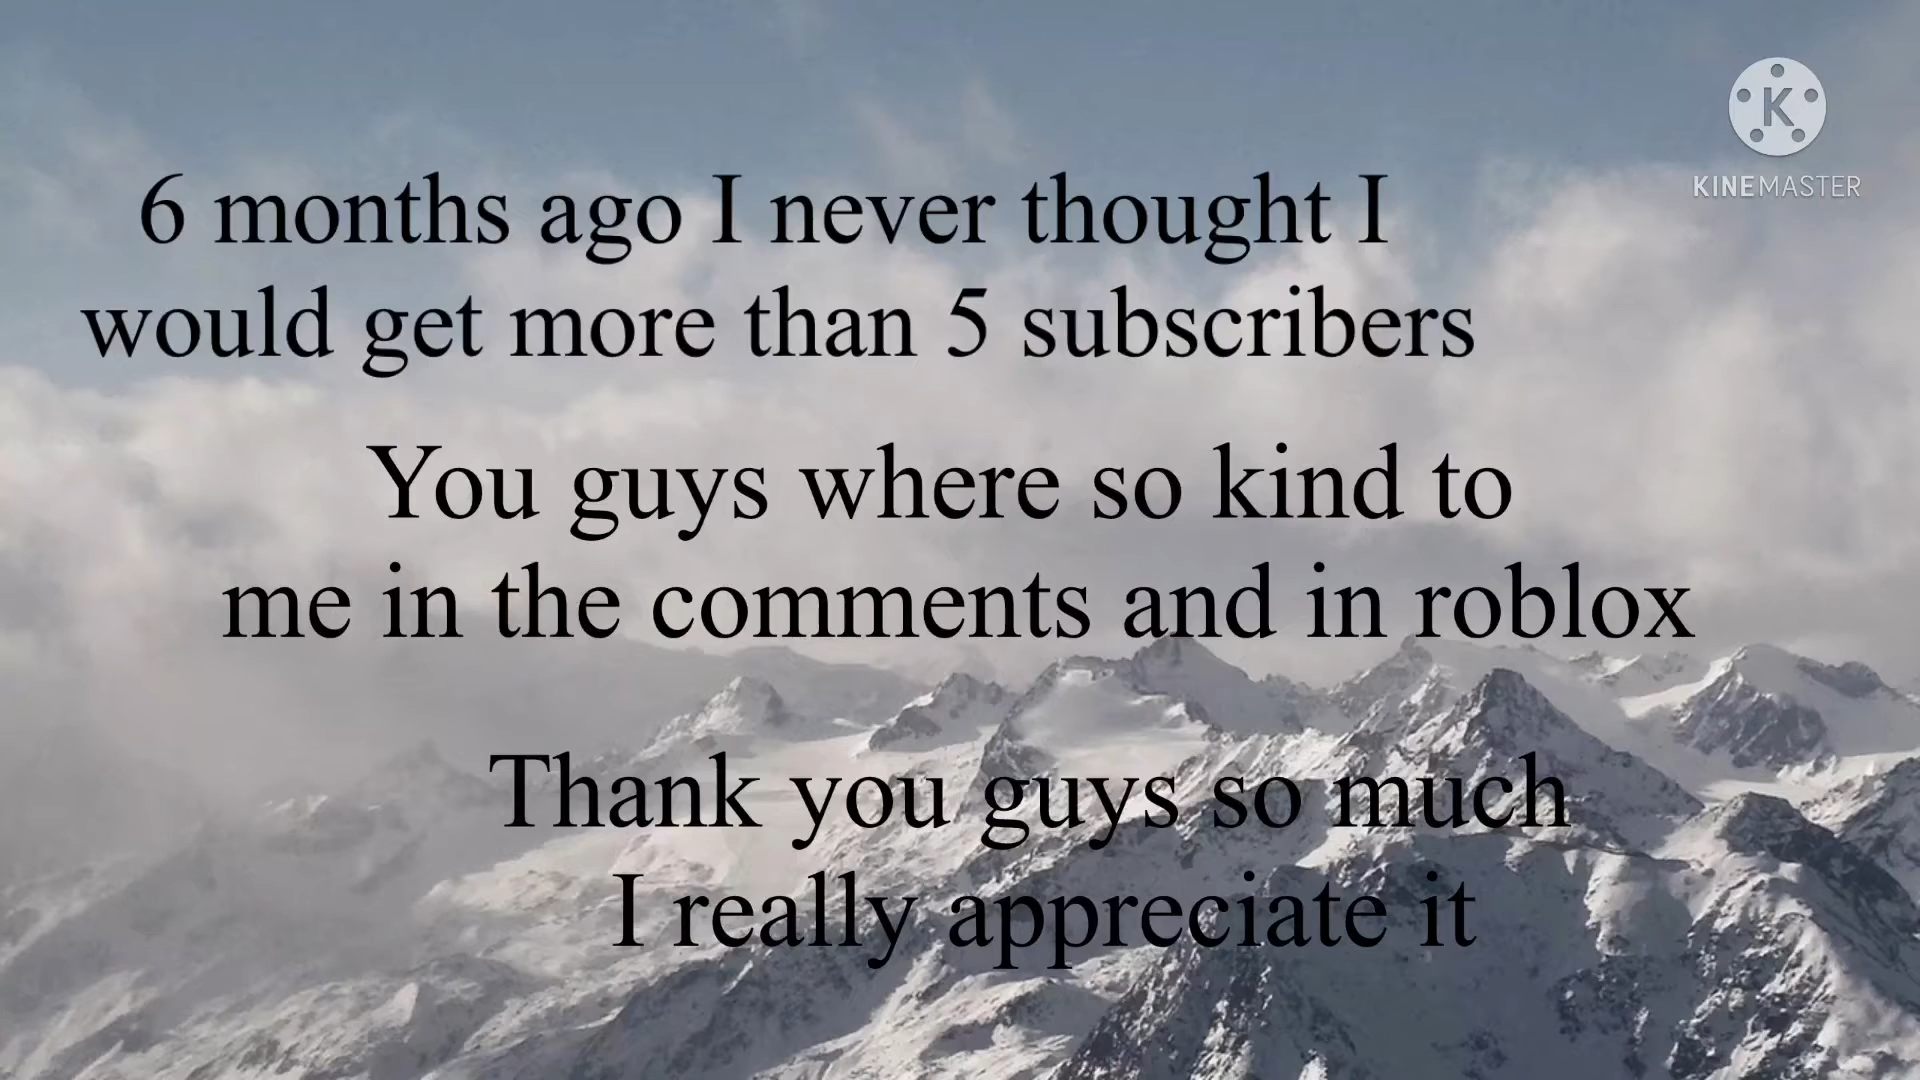 K
KINEMASTER
6 months ago I never thought I
would get more than 5 subscribers
You guys where so kind to
me in the comments and in roblox
Thank you guys so much
I really appreciate it